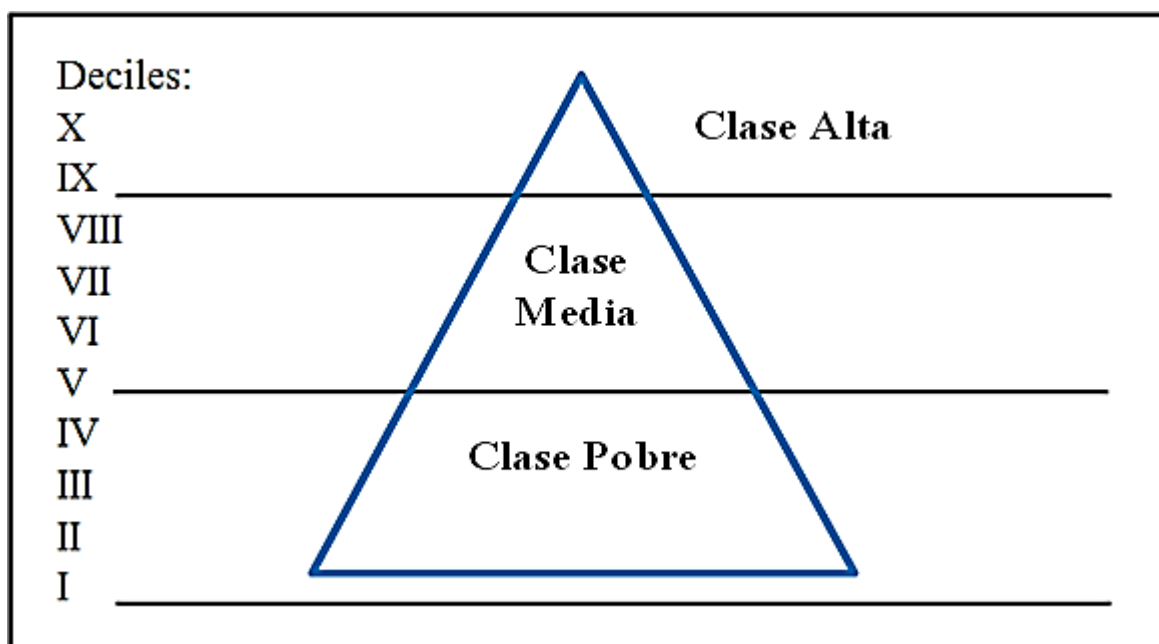 Deciles:
X
Clase Alta
IX
VIII
Clase
VII
Media
VI
V
IV
Clase Pobre
III
II
I